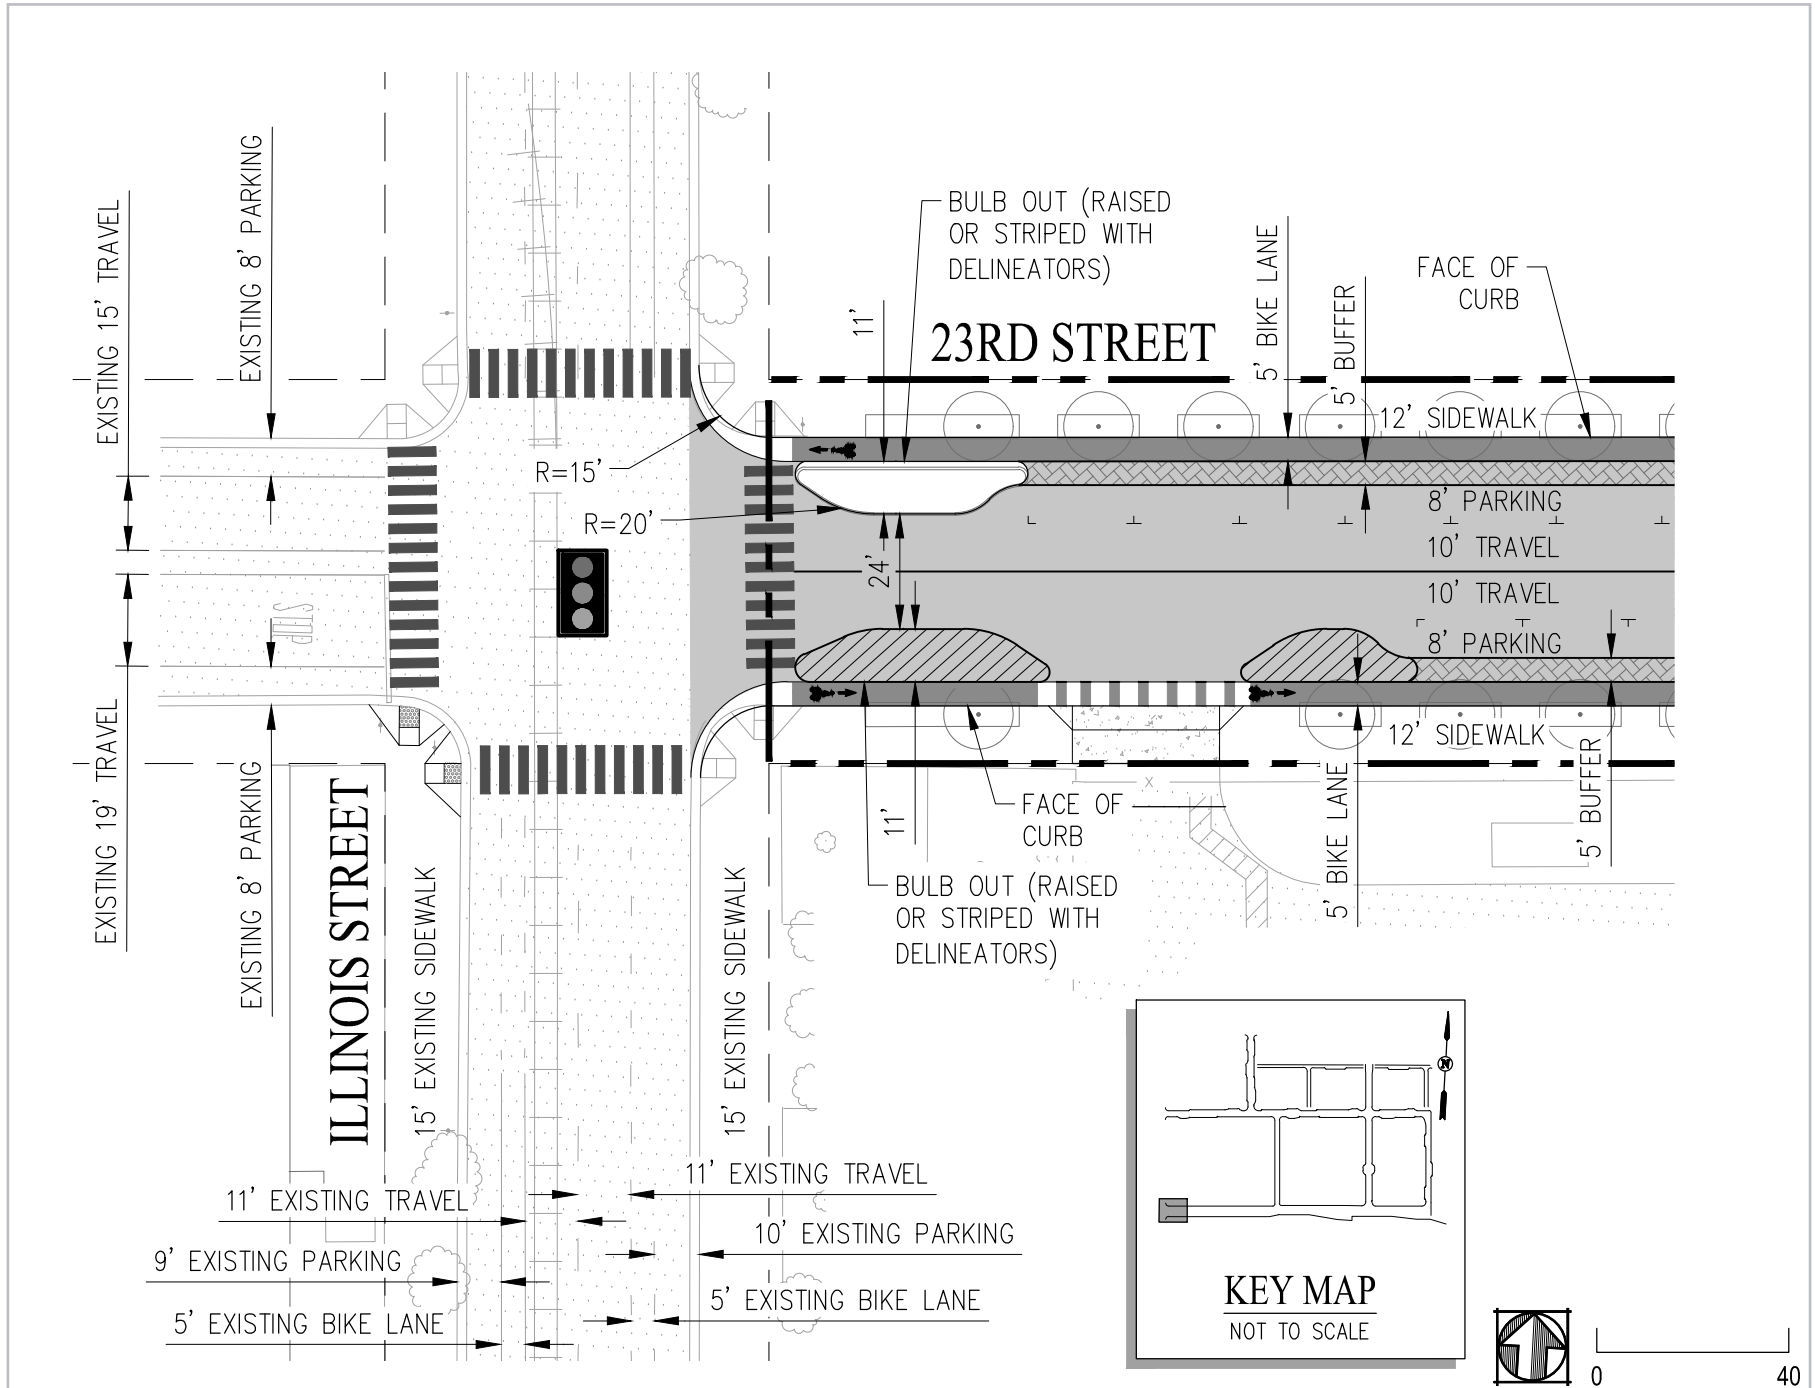 EXISTING 15' TRAVEL
EXISTING 8' PARKING
BULB OUT (RAISED
OR STRIPED WITH
DELINEATORS)
11'
23RD STREET
5' BIKE LANE
5' BUFFER
FACE OF
CURB
12' SIDEWALK
R=15'
R=20'
8' PARKING
10' TRAVEL
24'
10' TRAVEL
8' PARKING
12' SIDEWALK
EXISTING 19' TRAVEL
EXISTING 8' PARKING
ILLINOIS STREET
15' EXISTING SIDEWALK
15' EXISTING SIDEWALK
11'
FACE OF
CURB
BULB OUT (RAISED
OR STRIPED WITH
DELINEATORS)
5' BIKE LANE
5' BUFFER
X
11' EXISTING TRAVEL
11' EXISTING TRAVEL
10' EXISTING PARKING
9' EXISTING PARKING
5' EXISTING BIKE LANE
5' EXISTING BIKE LANE
N
KEY MAP
NOT TO SCALE
0 40